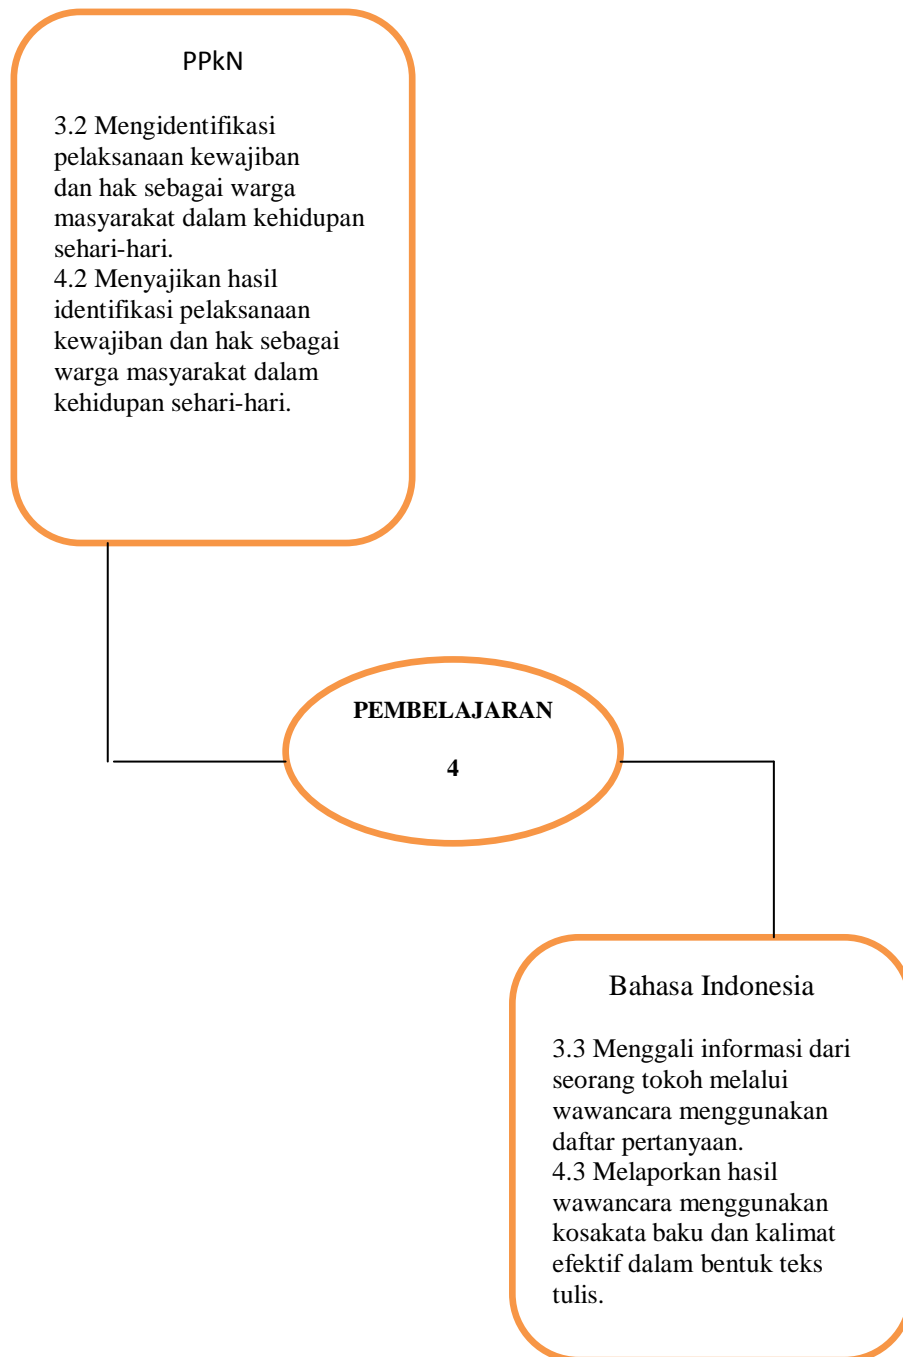 PPkN
3.2 Mengidentifikasi
pelaksanaan kewajiban
dan hak sebagai warga
masyarakat dalam kehidupan
sehari-hari.
4.2 Menyajikan hasil
identifikasi pelaksanaan
kewajiban dan hak sebagai
warga masyarakat dalam
kehidupan sehari-hari.
PEMBELAJARAN
4
Bahasa Indonesia
3.3 Menggali informasi dari
seorang tokoh melalui
wawancara menggunakan
daftar pertanyaan.
4.3 Melaporkan hasil
wawancara menggunakan
kosakata baku dan kalimat
efektif dalam bentuk teks
tulis.